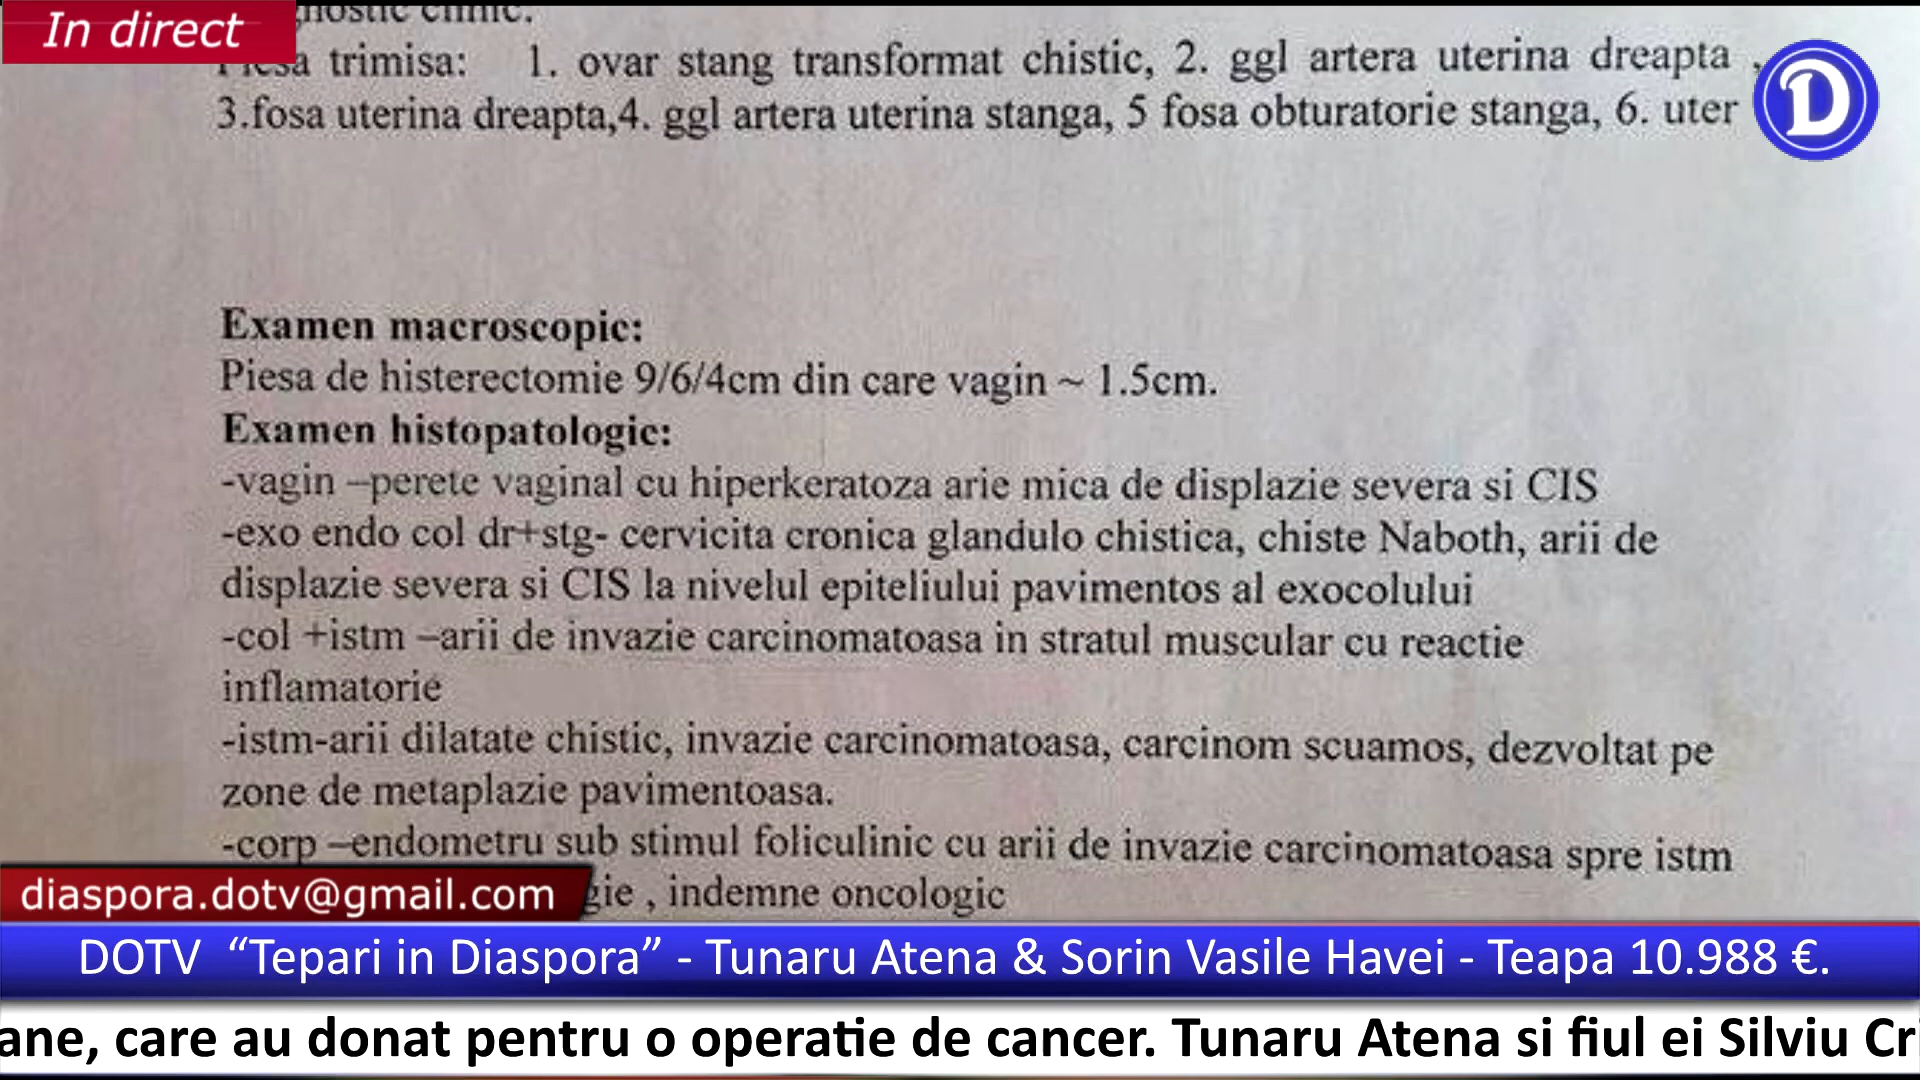 In direct
D
trimisa: 1. ovar stang transformat chistic, 2. ggl artera uterina dreapta ,
3.fosa uterina dreapta,4. ggl artera uterina stanga, 5 fosa obturatorie stanga, 6. uter
Examen macroscopic:
Piesa de histerectomie 9/6/4cm din care vagin ~ 1.5cm.
Examen histopatologic:
-vagin –perete vaginal cu hiperkeratoza arie mica de displazie severa si CIS
-exo endo col dr+stg- cervicita cronica glandulo chistica, chiste Naboth, arii de
displazie severa si CIS la nivelul epiteliului pavimentos al exocolului
-col +istm –arii de invazie carcinomatoasa in stratul muscular cu reactie
inflamatorie
-istm-arii dilatate chistic, invazie carcinomatoasa, carcinom scuamos, dezvoltat pe
zone de metaplazie pavimentoasa.
-corp –endometru sub stimul foliculinic cu arii de invazie carcinomatoasa spre istm
gie , indemne oncologic
diaspora.dotv@gmail.com
DOTV “Tepari in Diaspora” - Tunaru Atena & Sorin Vasile Havei - Teapa 10.988 €.
ane, care au donat pentru o operatie de cancer. Tunaru Atena si fiul ei Silviu Cri